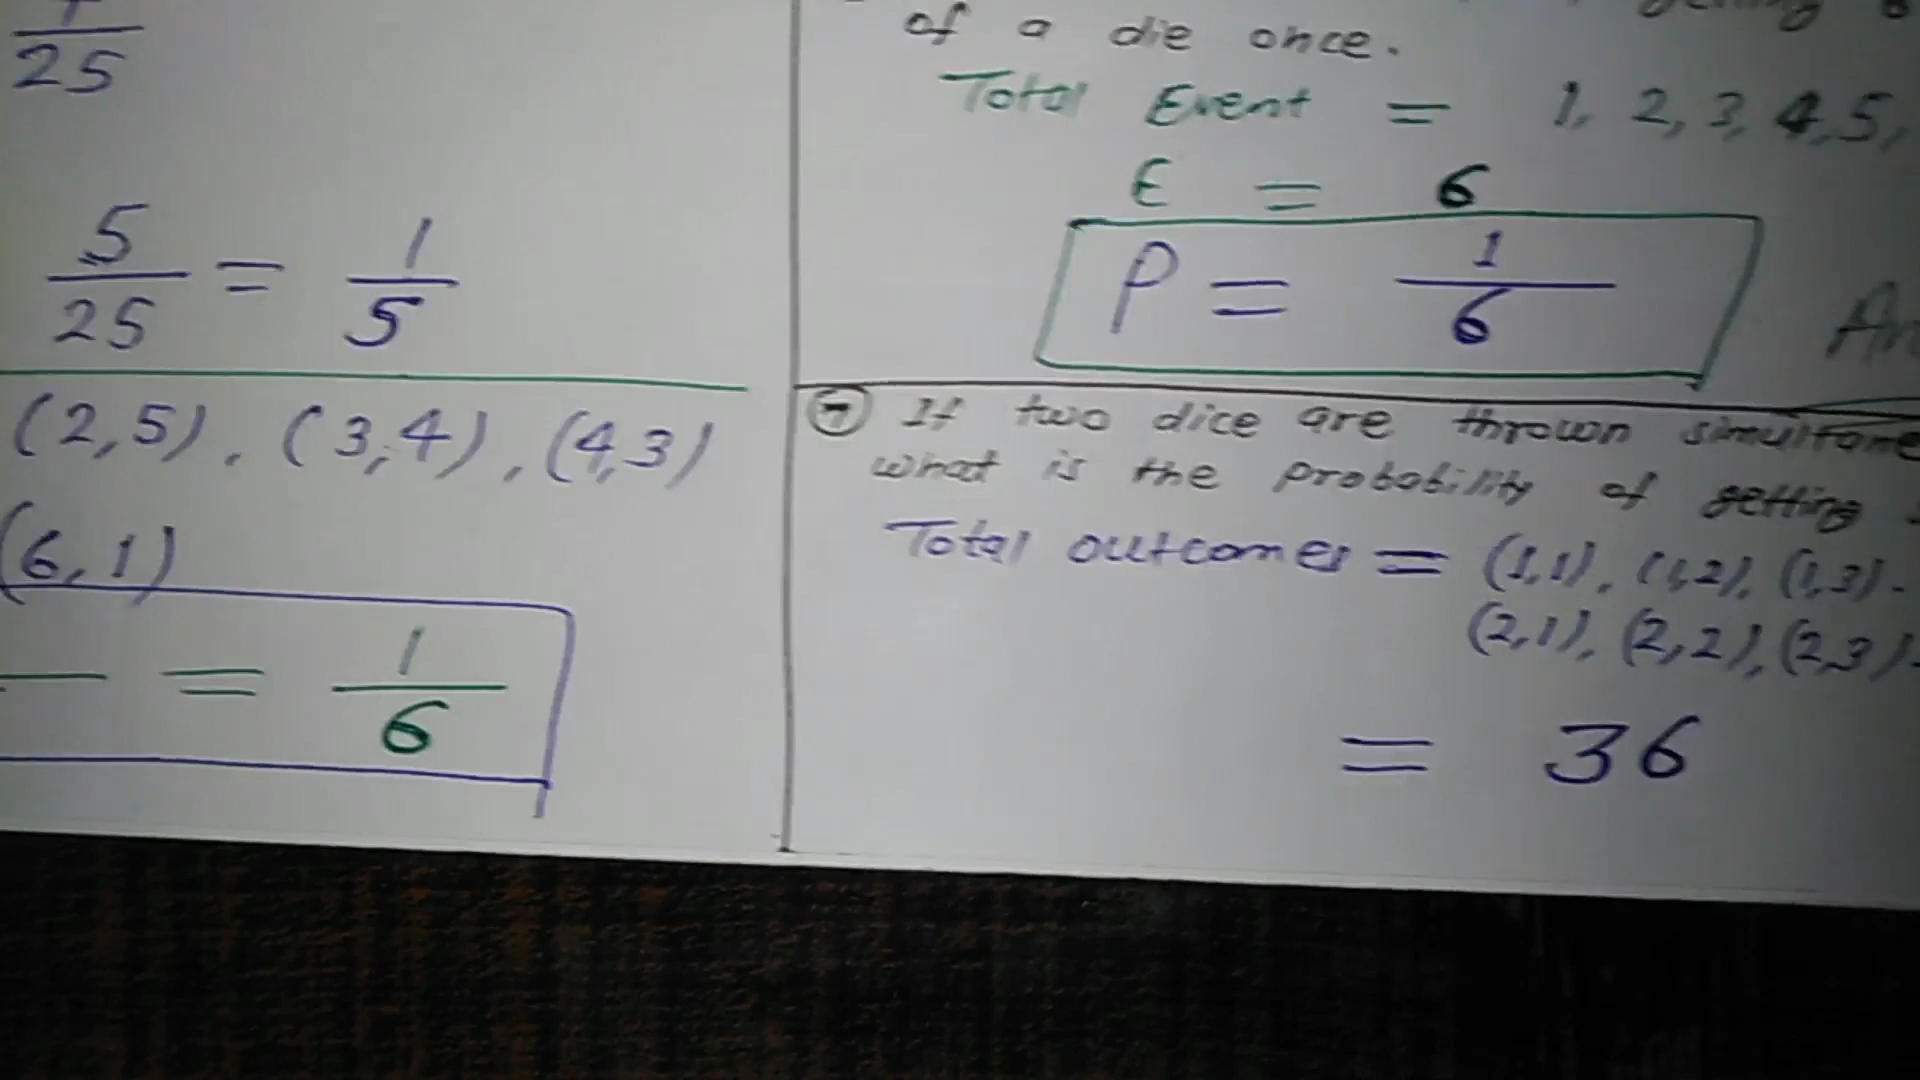 25
5/25 = 1/5
(2,5), (3,4), (4,3)
(6,1)
= 1/6
of a die once.
Total Event = 1, 2, 3, 4, 5,
E = 6
P = 1/6
7 If two dice are thrown
what is the probability of getting
Total outcomes = (1,1), (1,2), (1,3)-
(2,1), (2,2), (2,3)-
= 36